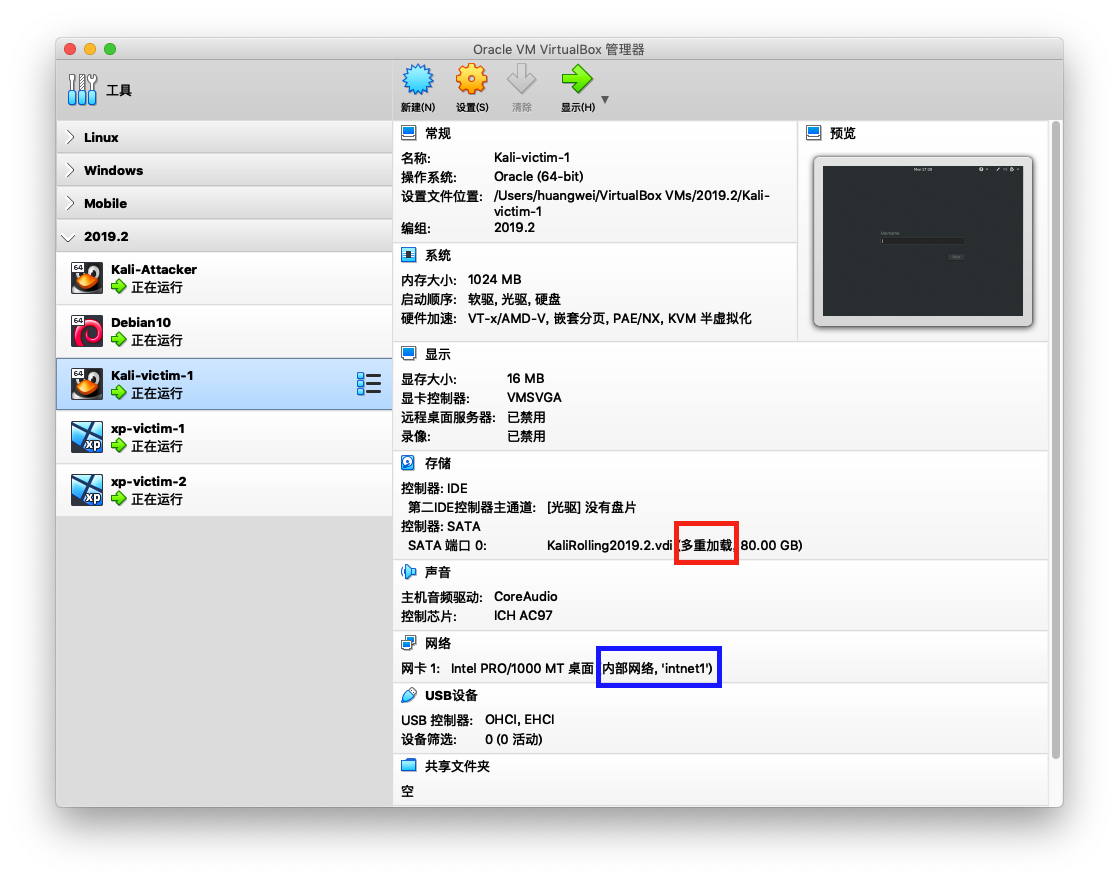 Oracle VM VirtualBox 管理器
工具
新建(N)
设置(S)
清除
显示(H)
Linux
Windows
Mobile
2019.2
64
Kali-Attacker
正在运行
64
Debian10
正在运行
64
Kali-victim-1
正在运行
xp
xp-victim-1
正在运行
xp
xp-victim-2
正在运行
常规
名称: Kali-victim-1
操作系统: Oracle (64-bit)
设置文件位置: /Users/huangwei/VirtualBox VMs/2019.2/Kali-
victim-1
编组: 2019.2
预览
Username:
系统
内存大小: 1024 MB
启动顺序: 软驱, 光驱, 硬盘
硬件加速: VT-x/AMD-V, 嵌套分页, PAE/NX, KVM 半虚拟化
显示
显存大小: 16 MB
显卡控制器: VMSVGA
远程桌面服务器: 已禁用
录像: 已禁用
存储
控制器: IDE
第二IDE控制器主通道: [光驱] 没有盘片
控制器: SATA
SATA 端口 0: KaliRolling2019.2.vdi (多重加载, 80.00 GB)
声音
主机音频驱动: CoreAudio
控制芯片: ICH AC97
网络
网卡 1: Intel PRO/1000 MT 桌面 (内部网络, 'intnet1')
USB设备
USB 控制器: OHCI, EHCI
设备筛选: 0 (0 活动)
共享文件夹
空